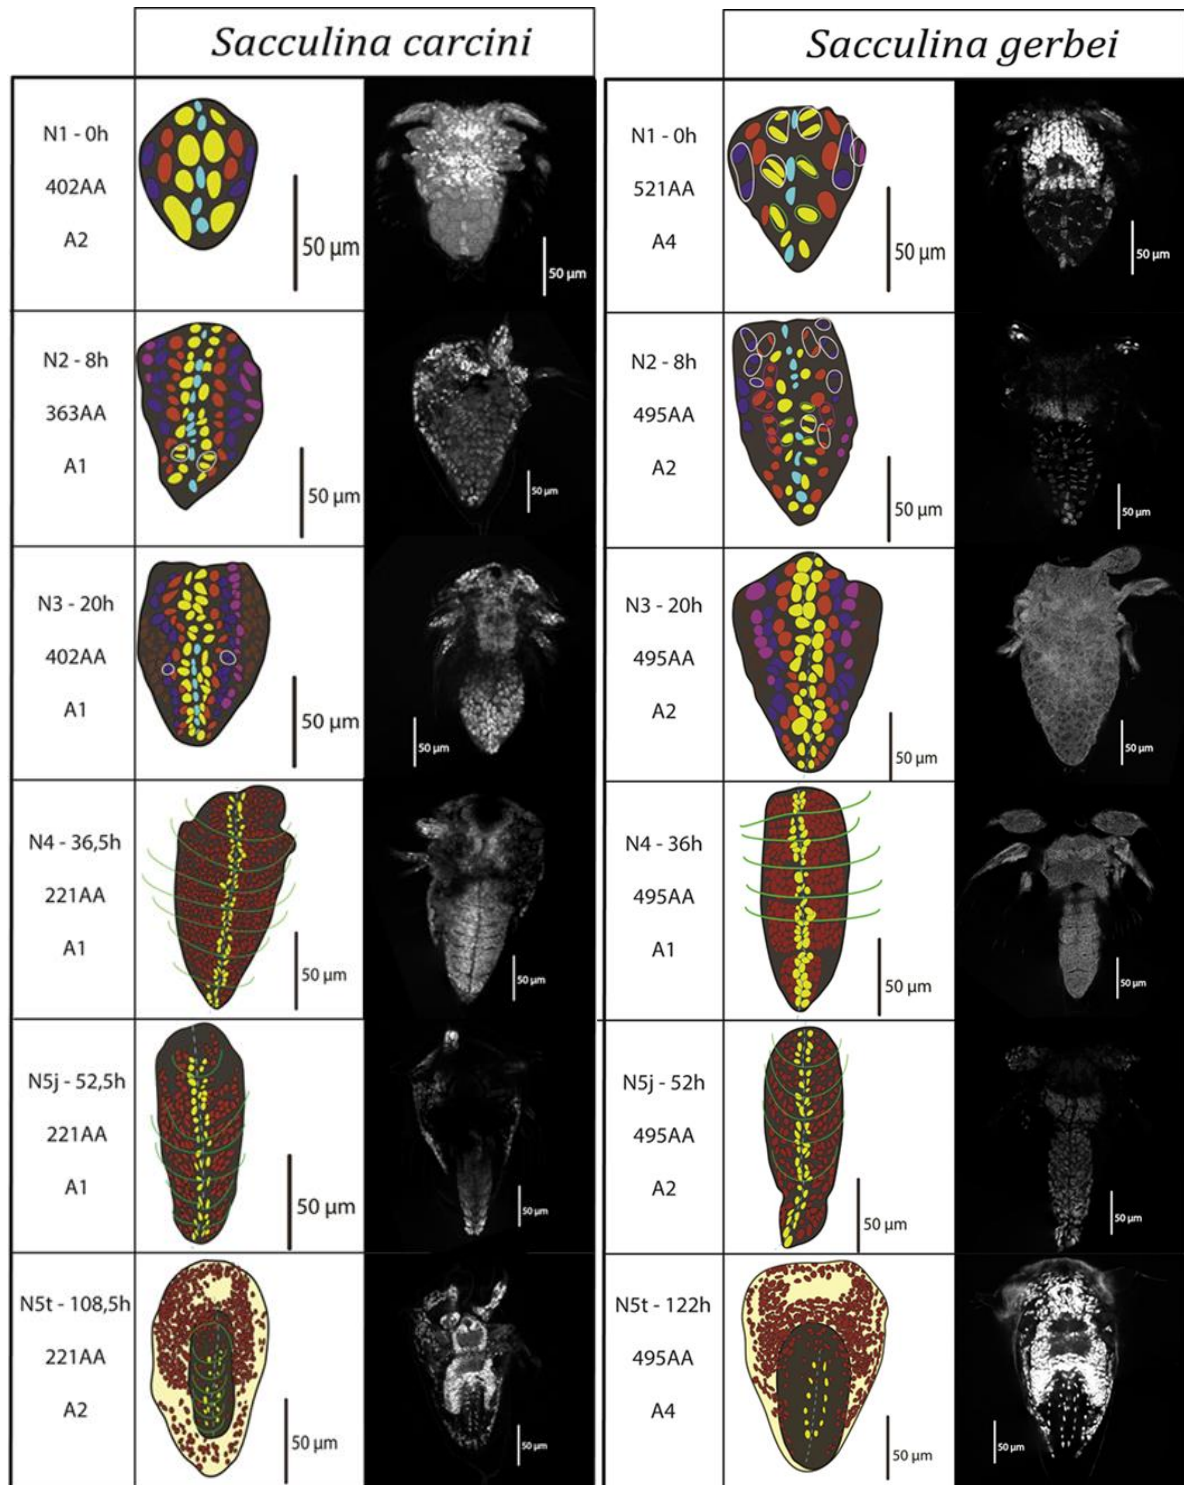 Sacculina carcini
Sacculina gerbei
N1 - 0h
402AA
A2
50 µm
50 µm
N1 - 0h
521AA
A4
50 µm
50 µm
N2 - 8h
363AA
A1
50 µm
50 µm
N2 - 8h
495AA
A2
50 µm
50 µm
N3 - 20h
402AA
A1
50 µm
50 µm
N3 - 20h
495AA
A2
50 µm
50 µm
N4 - 36,5h
221AA
A1
50 µm
50 µm
N4 - 36h
495AA
A1
50 µm
50 µm
N5j - 52,5h
221AA
A1
50 µm
50 µm
N5j - 52h
495AA
A2
50 µm
50 µm
N5t - 108,5h
221AA
A2
50 µm
50 µm
N5t - 122h
495AA
A4
50 µm
50 µm